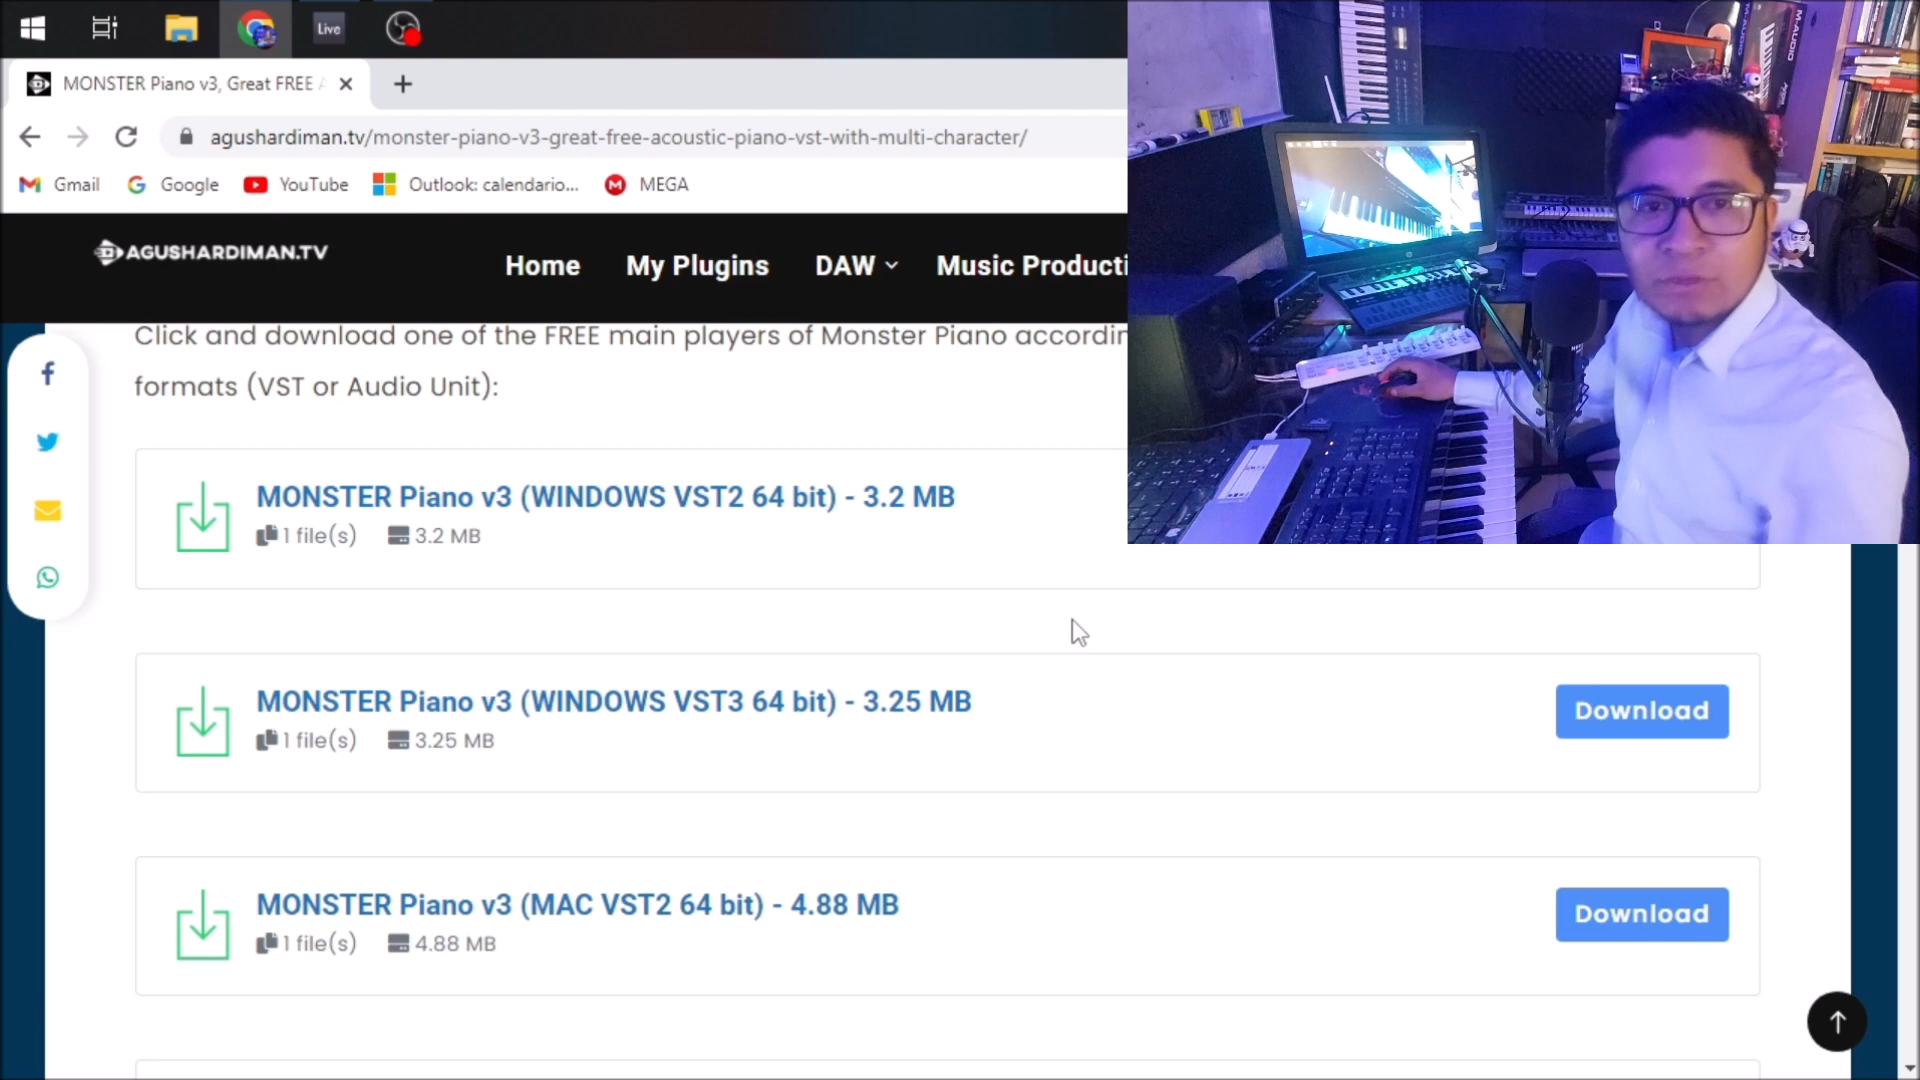 Live
MONSTER Piano v3, Great FREE
agushardiman.tv/monster-piano-v3-great-free-acoustic-piano-vst-with-multi-character/
Gmail
Google
YouTube
Outlook: calendario...
MEGA
AGUSHARDIMAN.TV
Home
My Plugins
DAW
Music Producti
Click and download one of the FREE main players of Monster Piano accordin
formats (VST or Audio Unit):
MONSTER Piano v3 (WINDOWS VST2 64 bit) - 3.2 MB
1 file(s) 3.2 MB
MONSTER Piano v3 (WINDOWS VST3 64 bit) - 3.25 MB
1 file(s) 3.25 MB
Download
MONSTER Piano v3 (MAC VST2 64 bit) - 4.88 MB
1 file(s) 4.88 MB
Download
M-AUDIO